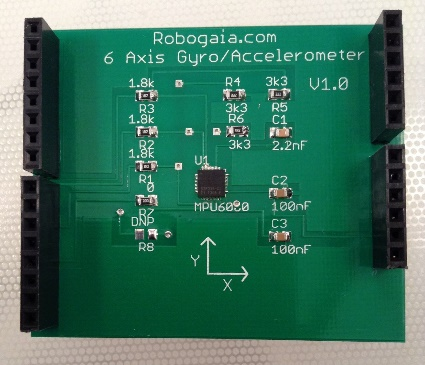 Robogaia.com
6 Axis Gyro/Accelerometer
V1.0
1.8k
R3
R4
3k3
3k3
R5
1.8k
R2
R6
3k3
C1
2.2nF
1.8k
R1
U1
MPU6050
0
R7
C2
100nF
DNP
R8
C3
100nF
Y
X